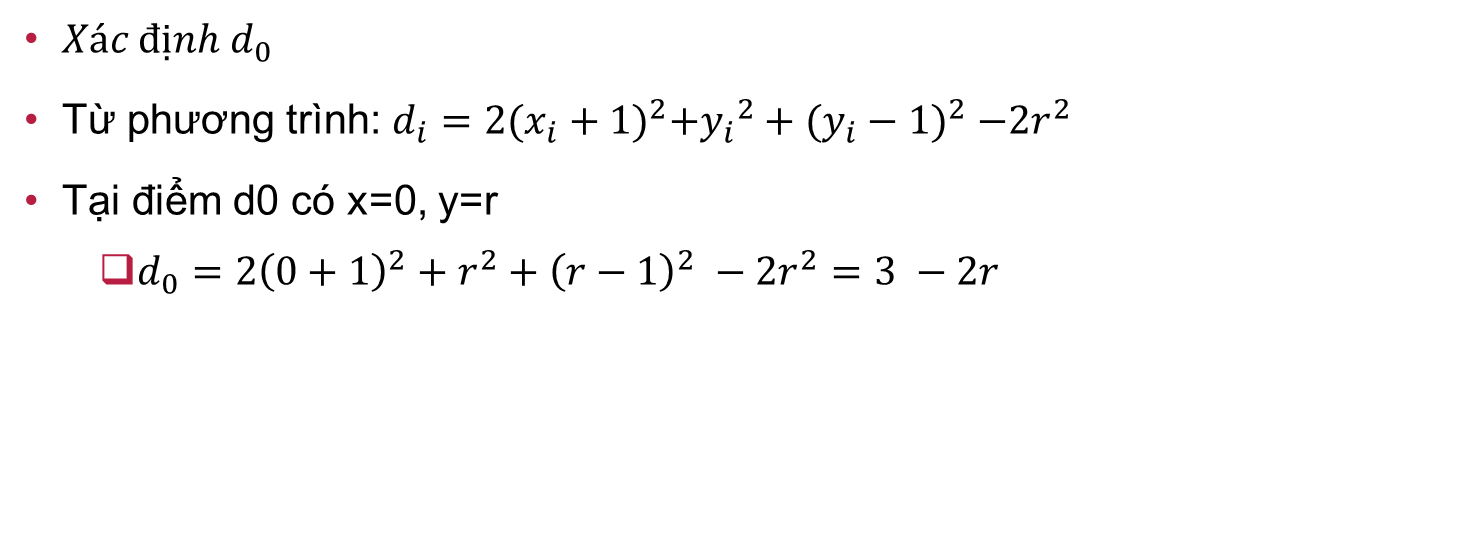 • Xác định d₀
• Từ phương trình: dᵢ = 2(xᵢ + 1)²+yᵢ² + (yᵢ − 1)² −2r²
• Tại điểm d0 có x=0, y=r
❑d₀ = 2(0 + 1)² + r² + (r − 1)² − 2r² = 3 − 2r